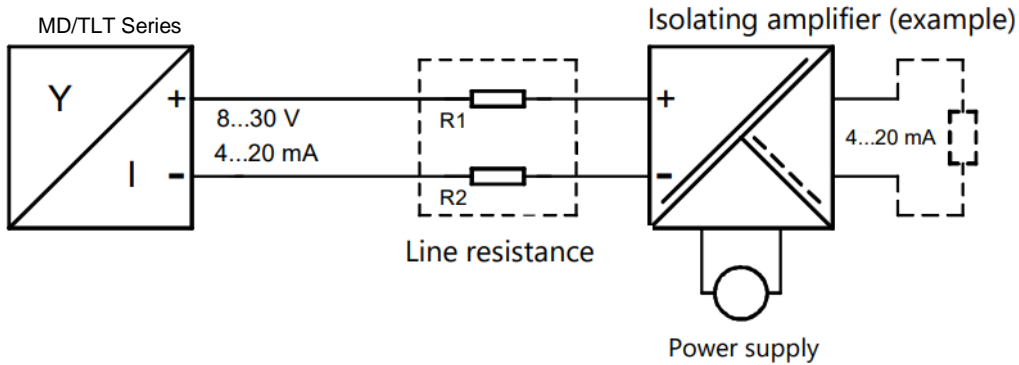 MD/TLT Series
Isolating amplifier (example)
Y
I
+
-
8...30 V
4...20 mA
R1
R2
Line resistance
+
-
4...20 mA
Power supply